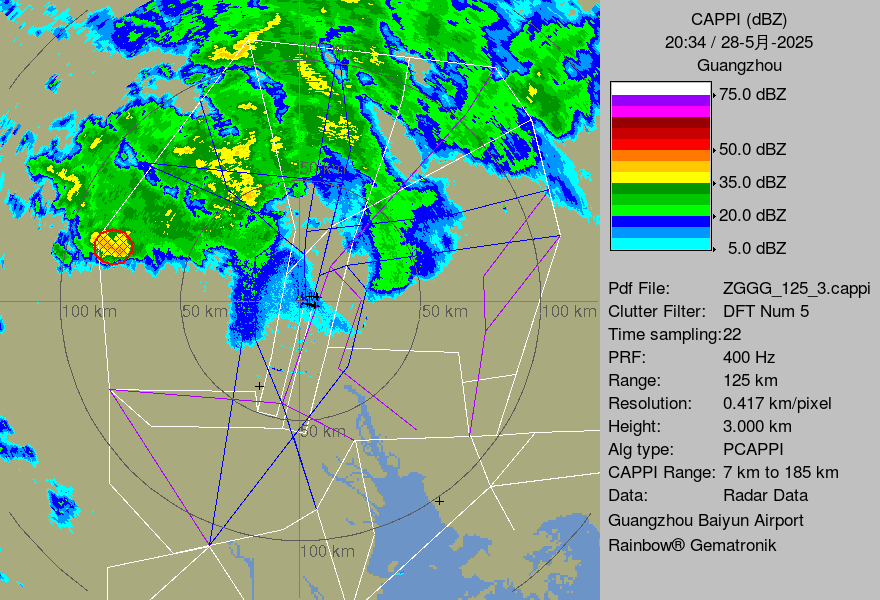 CAPPI (dBZ)
20:34 / 28-5月-2025
Guangzhou
75.0 dBZ
50.0 dBZ
35.0 dBZ
20.0 dBZ
5.0 dBZ
Pdf File: ZGGG_125_3.cappi
Clutter Filter: DFT Num 5
Time sampling:22
PRF: 400 Hz
Range: 125 km
Resolution: 0.417 km/pixel
Height: 3.000 km
Alg type: PCAPPI
CAPPI Range: 7 km to 185 km
Data: Radar Data
Guangzhou Baiyun Airport
Rainbow® Gematronik
100 km
50 km
100 km
50 km
50 km
100 km
50 km
100 km